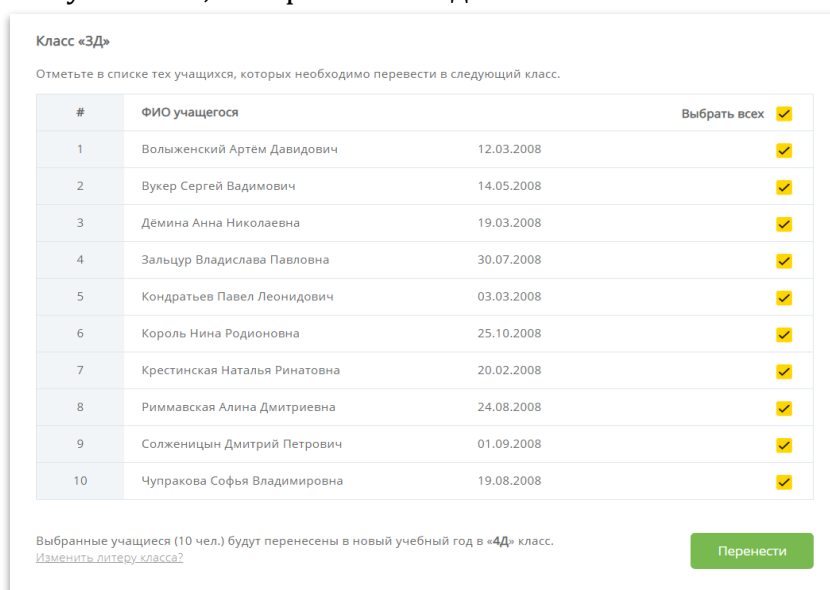 Класс «3Д»
Отметьте в списке тех учащихся, которых необходимо перевести в следующий класс.
# ФИО учащегося Выбрать всех
1 Волыженский Артём Давидович 12.03.2008
2 Вукер Сергей Вадимович 14.05.2008
3 Дёмина Анна Николаевна 19.03.2008
4 Зальцур Владислава Павловна 30.07.2008
5 Кондратьев Павел Леонидович 03.03.2008
6 Король Нина Родионовна 25.10.2008
7 Крестинская Наталья Ринатовна 20.02.2008
8 Риммавская Алина Дмитриевна 24.08.2008
9 Солженицын Дмитрий Петрович 01.09.2008
10 Чупракова Софья Владимировна 19.08.2008
Выбранные учащиеся (10 чел.) будут перенесены в новый учебный год в «4Д» класс.
Изменить литеру класса?
Перенести